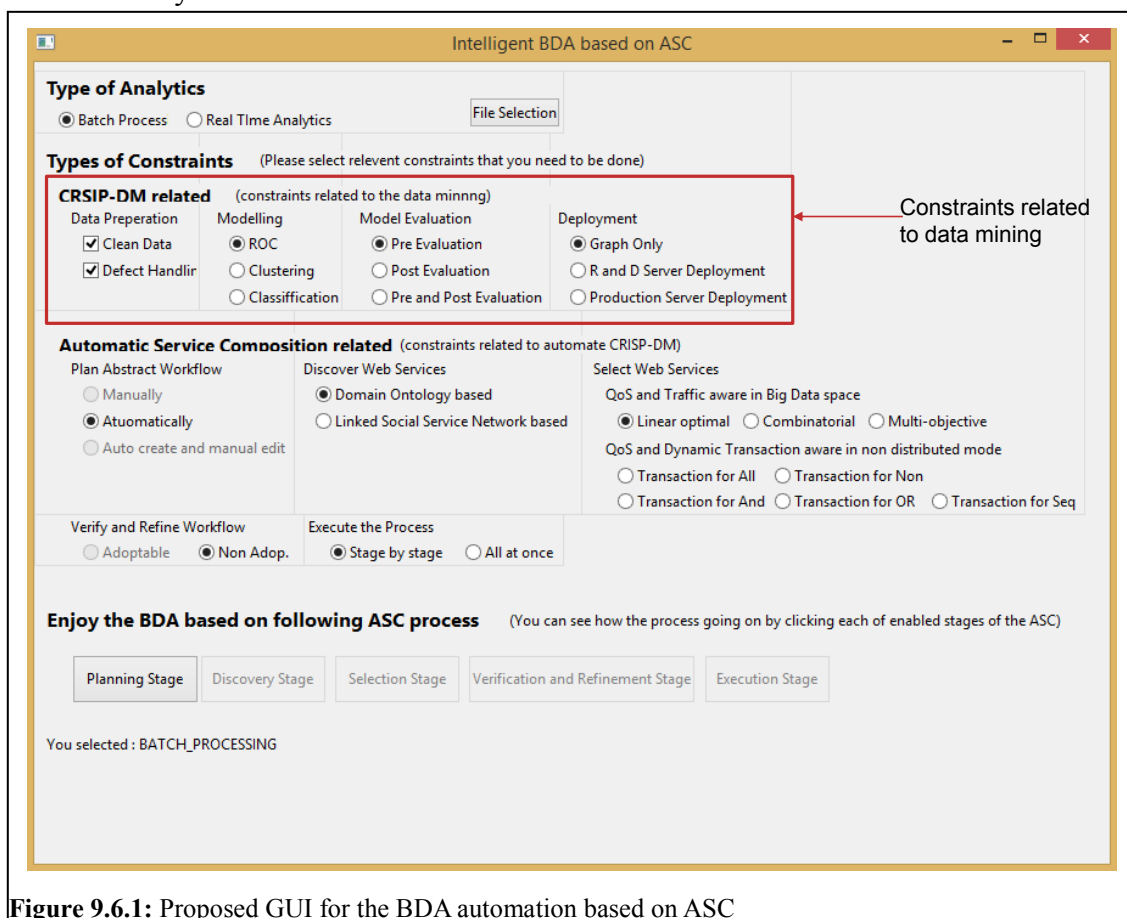 Intelligent BDA based on ASC
Type of Analytics
Batch Process Real TIme Analytics File Selection
Types of Constraints (Please select relevent constraints that you need to be done)
CRSIP-DM related (constraints related to the data minnng)
Data Preperation Modelling Model Evaluation Deployment
Clean Data ROC Pre Evaluation Graph Only
Defect Handlir Clustering Post Evaluation R and D Server Deployment
Classiffication Pre and Post Evaluation Production Server Deployment
Constraints related
to data mining
Automatic Service Composition related (constraints related to automate CRISP-DM)
Plan Abstract Workflow Discover Web Services Select Web Services
Manually Domain Ontology based QoS and Traffic aware in Big Data space
Atuomatically Linked Social Service Network based Linear optimal Combinatorial Multi-objective
Auto create and manual edit QoS and Dynamic Transaction aware in non distributed mode
Transaction for All Transaction for Non
Transaction for And Transaction for OR Transaction for Seq
Verify and Refine Workflow Execute the Process
Adoptable Non Adop. Stage by stage All at once
Enjoy the BDA based on following ASC process (You can see how the process going on by clicking each of enabled stages of the ASC)
Planning Stage Discovery Stage Selection Stage Verification and Refinement Stage Execution Stage
You selected : BATCH_PROCESSING
Figure 9.6.1: Proposed GUI for the BDA automation based on ASC